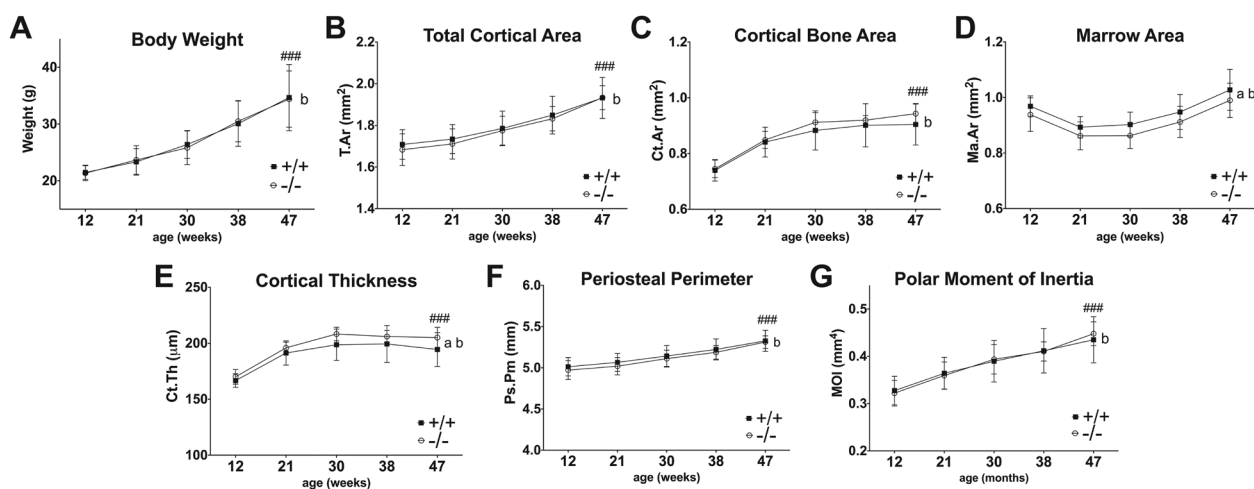 A
Body Weight
###
b
40
30
20
Weight (g)
+/+
-/-
12 21 30 38 47
age (weeks)
B
Total Cortical Area
###
b
2.2
2.0
1.8
1.6
1.4
T.Ar (mm²)
+/+
-/-
12 21 30 38 47
age (weeks)
C
Cortical Bone Area
###
b
1.2
1.0
0.8
0.6
Ct.Ar (mm²)
+/+
-/-
12 21 30 38 47
age (weeks)
D
Marrow Area
a b
1.2
1.0
0.8
0.6
Ma.Ar (mm²)
+/+
-/-
12 21 30 38 47
age (weeks)
E
Cortical Thickness
###
a b
250
200
150
100
Ct.Th (μm)
+/+
-/-
12 21 30 38 47
age (weeks)
F
Periosteal Perimeter
###
b
6.0
5.5
5.0
4.5
4.0
Ps.Pm (mm)
+/+
-/-
12 21 30 38 47
age (weeks)
G
Polar Moment of Inertia
###
b
0.5
0.4
0.3
0.2
MOI (mm⁴)
+/+
-/-
12 21 30 38 47
age (months)